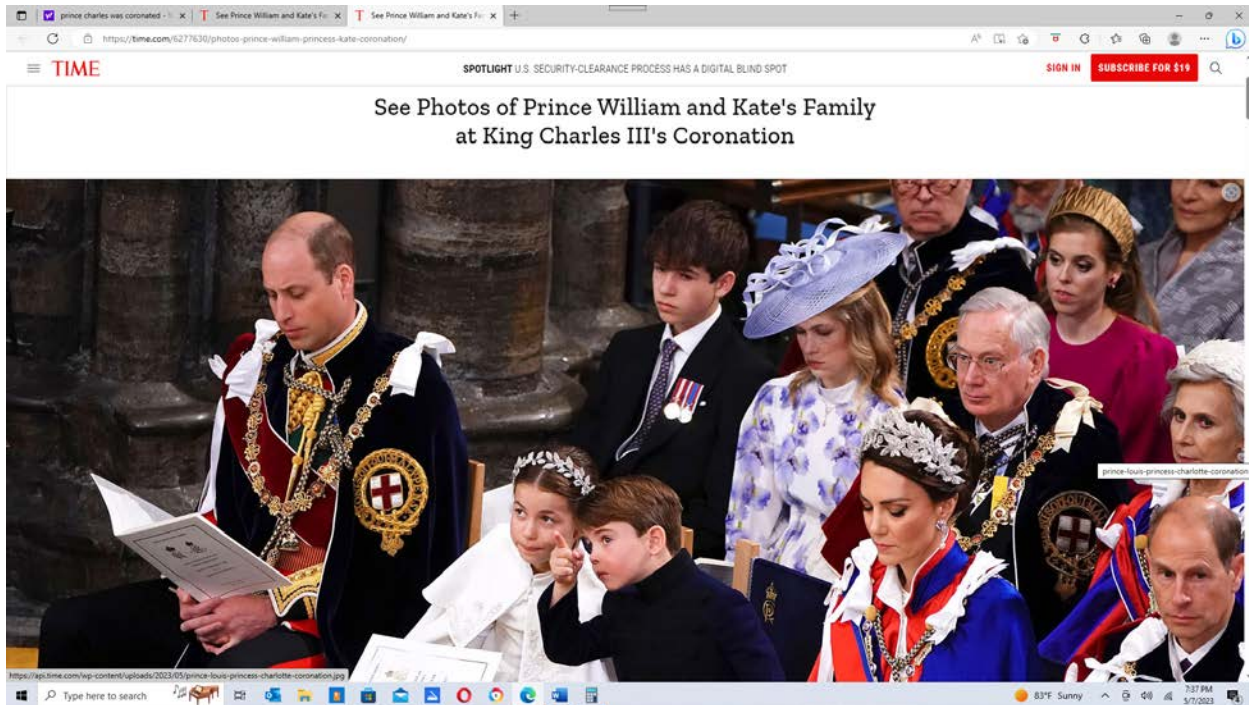 prince charles was coronated -
See Prince William and Kate's Fa
See Prince William and Kate's Fa
https://time.com/6277630/photos-prince-william-princess-kate-coronation/
TIME
SPOTLIGHT U.S. SECURITY-CLEARANCE PROCESS HAS A DIGITAL BLIND SPOT
SIGN IN
SUBSCRIBE FOR $19
See Photos of Prince William and Kate's Family
at King Charles III's Coronation
prince-louis-princess-charlotte-coronation
https://api.time.com/wp-content/uploads/2023/05/prince-louis-princess-charlotte-coronation.jpg
Type here to search
83°F Sunny
7:37 PM
5/7/2023